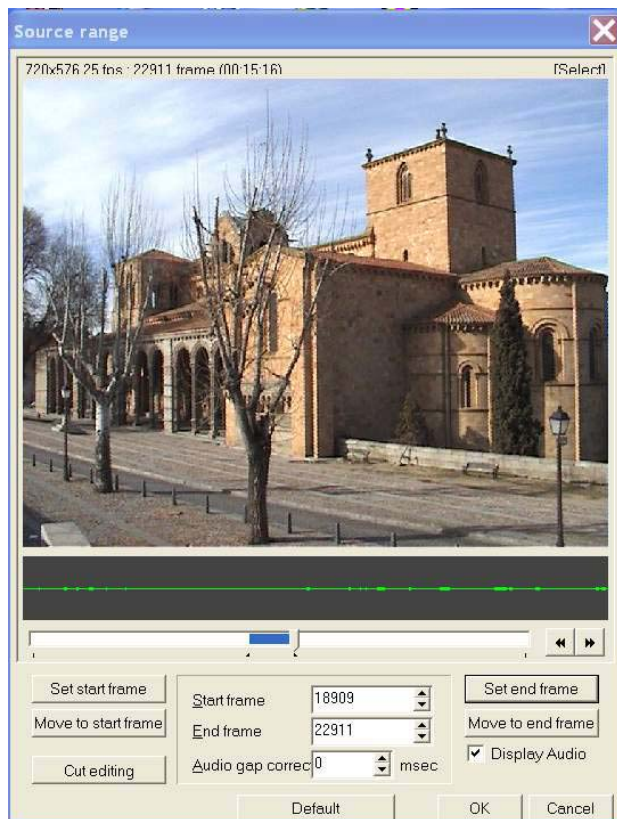 Source range
720x576 25 fps : 22911 frame (00:15:16) [Select]
Set start frame
Move to start frame
Cut editing
Start frame 18909
End frame 22911
Audio gap correc 0 msec
Set end frame
Move to end frame
Display Audio
Default OK Cancel